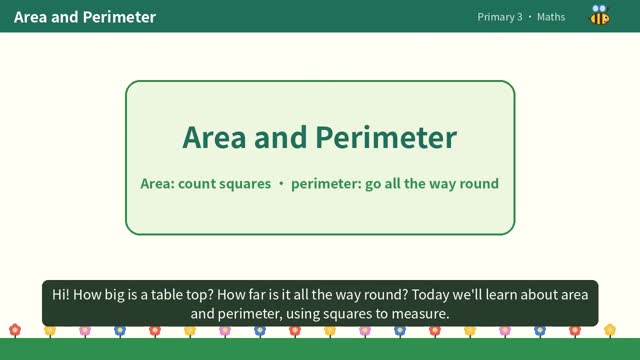 Area and Perimeter
Primary 3 • Maths
Area and Perimeter
Area: count squares • perimeter: go all the way round
Hi! How big is a table top? How far is it all the way round? Today we'll learn about area
and perimeter, using squares to measure.